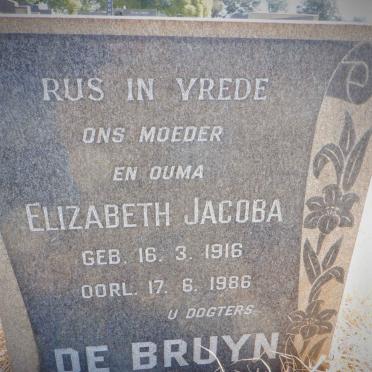 RUS IN VREDE
ONS MOEDER
EN OUMA
ELIZABETH JACOBA
GEB. 16. 3. 1916
OORL. 17. 6. 1986
U DOGTERS.
DE BRUYN